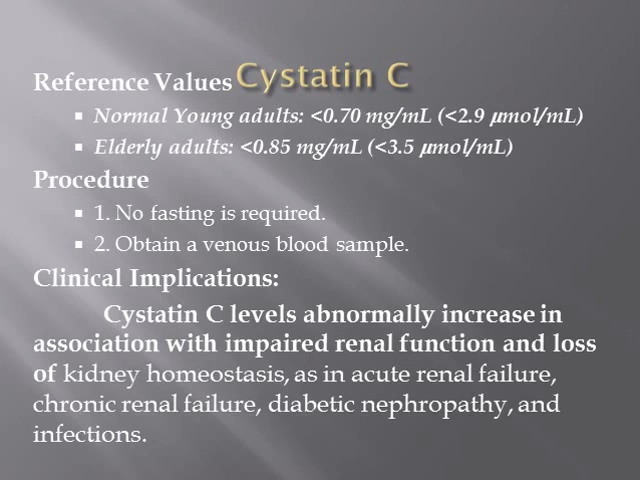 Cystatin C
Reference Values
Normal Young adults: <0.70 mg/mL (<2.9 μmol/mL)
Elderly adults: <0.85 mg/mL (<3.5 μmol/mL)
Procedure
1. No fasting is required.
2. Obtain a venous blood sample.
Clinical Implications:
Cystatin C levels abnormally increase in
association with impaired renal function and loss
of kidney homeostasis, as in acute renal failure,
chronic renal failure, diabetic nephropathy, and
infections.